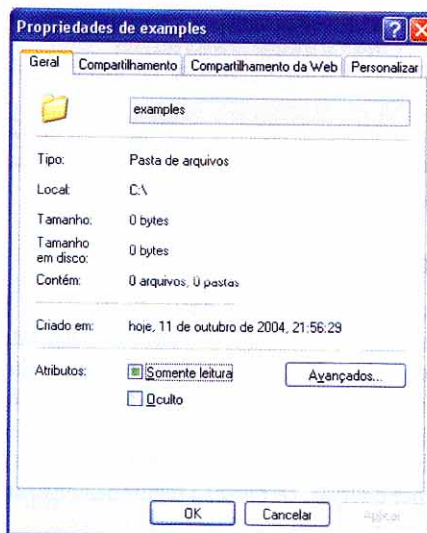 Propriedades de examples
Geral Compartilhamento Compartilhamento da Web Personalizar
examples
Tipo: Pasta de arquivos
Local: C:\
Tamanho: 0 bytes
Tamanho em disco: 0 bytes
Contém: 0 arquivos, 0 pastas
Criado em: hoje, 11 de outubro de 2004, 21:56:29
Atributos: Somente leitura Avançados...
Oculto
OK Cancelar Aplicar